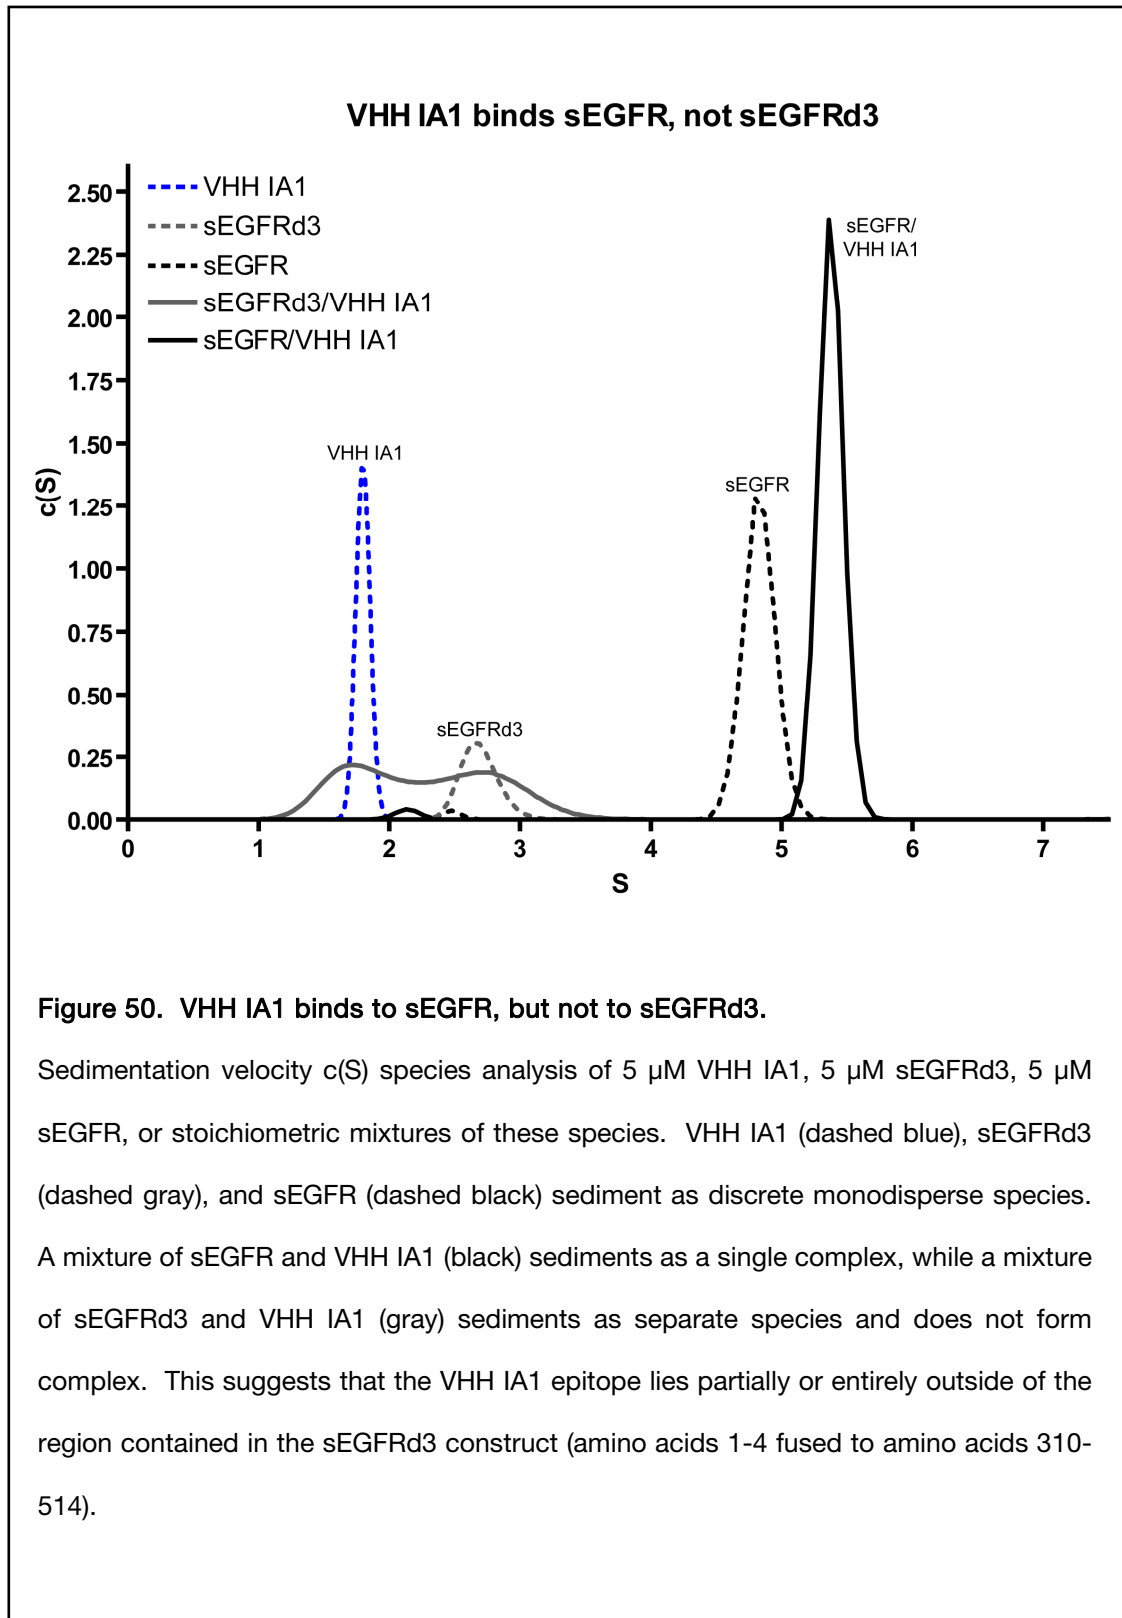 VHH IA1 binds sEGFR, not sEGFRd3
2.50
2.25
2.00
1.75
1.50
1.25
1.00
0.75
0.50
0.25
0.00
c(S)
VHH IA1
sEGFRd3
sEGFR
sEGFRd3/VHH IA1
sEGFR/VHH IA1
VHH IA1
sEGFRd3
sEGFR
sEGFR/
VHH IA1
0 1 2 3 4 5 6 7
S
Figure 50. VHH IA1 binds to sEGFR, but not to sEGFRd3.
Sedimentation velocity c(S) species analysis of 5 µM VHH IA1, 5 µM sEGFRd3, 5 µM
sEGFR, or stoichiometric mixtures of these species. VHH IA1 (dashed blue), sEGFRd3
(dashed gray), and sEGFR (dashed black) sediment as discrete monodisperse species.
A mixture of sEGFR and VHH IA1 (black) sediments as a single complex, while a mixture
of sEGFRd3 and VHH IA1 (gray) sediments as separate species and does not form
complex. This suggests that the VHH IA1 epitope lies partially or entirely outside of the
region contained in the sEGFRd3 construct (amino acids 1-4 fused to amino acids 310-
514).